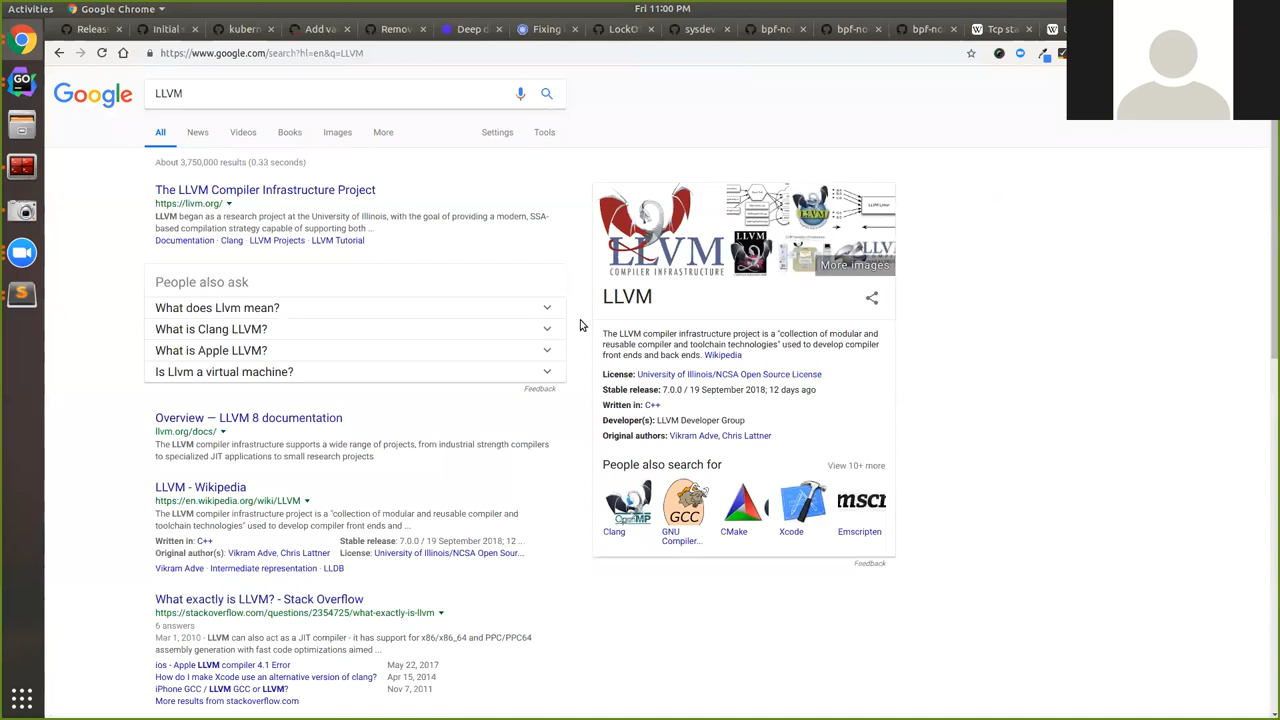 Activities
Google Chrome
Fri 11:00 PM
Releas
Initial
kubern
Add va
Remov
Deep d
Fixing
LockO
sysdev
bpf-no
bpf-no
bpf-no
Tcp sta
https://www.google.com/search?hl=en&q=LLVM
Google
LLVM
All
News
Videos
Books
Images
More
Settings
Tools
About 3,750,000 results (0.33 seconds)
The LLVM Compiler Infrastructure Project
https://llvm.org/
LLVM began as a research project at the University of Illinois, with the goal of providing a modern, SSA-
based compilation strategy capable of supporting both ...
Documentation · Clang · LLVM Projects · LLVM Tutorial
People also ask
What does Llvm mean?
What is Clang LLVM?
What is Apple LLVM?
Is Llvm a virtual machine?
Feedback
Overview — LLVM 8 documentation
llvm.org/docs/
The LLVM compiler infrastructure supports a wide range of projects, from industrial strength compilers
to specialized JIT applications to small research projects.
LLVM - Wikipedia
https://en.wikipedia.org/wiki/LLVM
The LLVM compiler infrastructure project is a "collection of modular and reusable compiler and
toolchain technologies" used to develop compiler front ends and ...
Written in: C++
Stable release: 7.0.0 / 19 September 2018; 12 ...
Original author(s): Vikram Adve, Chris Lattner
License: University of Illinois/NCSA Open Sour...
Vikram Adve · Intermediate representation · LLDB
What exactly is LLVM? - Stack Overflow
https://stackoverflow.com/questions/2354725/what-exactly-is-llvm
6 answers
Mar 1, 2010 - LLVM can also act as a JIT compiler - it has support for x86/x86_64 and PPC/PPC64
assembly generation with fast code optimizations aimed ...
ios - Apple LLVM compiler 4.1 Error
May 22, 2017
How do I make Xcode use an alternative version of clang?
Apr 15, 2014
iPhone GCC / LLVM GCC or LLVM?
Nov 7, 2011
More results from stackoverflow.com
LLVM
COMPILER INFRASTRUCTURE
More images
LLVM
The LLVM compiler infrastructure project is a "collection of modular and
reusable compiler and toolchain technologies" used to develop compiler
front ends and back ends. Wikipedia
License: University of Illinois/NCSA Open Source License
Stable release: 7.0.0 / 19 September 2018; 12 days ago
Written in: C++
Developer(s): LLVM Developer Group
Original authors: Vikram Adve, Chris Lattner
People also search for
View 10+ more
OpenMP
mscri
Clang
GNU
Compiler...
CMake
Xcode
Emscripten
Feedback